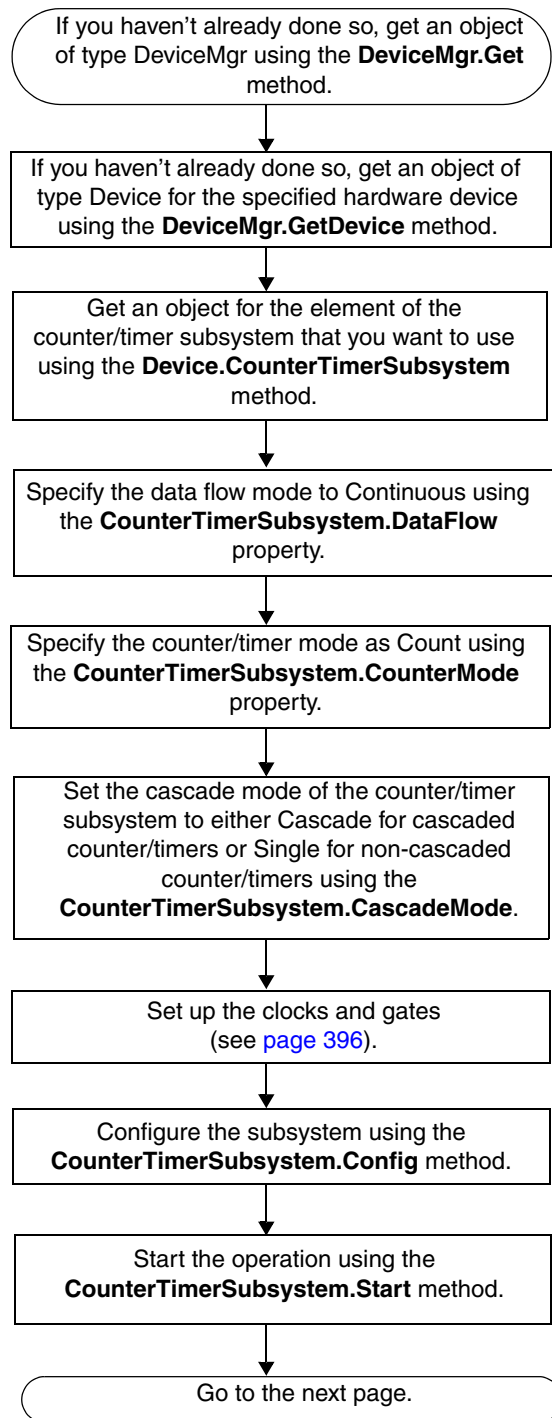 If you haven't already done so, get an object
of type DeviceMgr using the DeviceMgr.Get
method.
If you haven't already done so, get an object of
type Device for the specified hardware device
using the DeviceMgr.GetDevice method.
Get an object for the element of the
counter/timer subsystem that you want to use
using the Device.CounterTimerSubsystem
method.
Specify the data flow mode to Continuous using
the CounterTimerSubsystem.DataFlow
property.
Specify the counter/timer mode as Count using
the CounterTimerSubsystem.CounterMode
property.
Set the cascade mode of the counter/timer
subsystem to either Cascade for cascaded
counter/timers or Single for non-cascaded
counter/timers using the
CounterTimerSubsystem.CascadeMode.
Set up the clocks and gates
(see page 396).
Configure the subsystem using the
CounterTimerSubsystem.Config method.
Start the operation using the
CounterTimerSubsystem.Start method.
Go to the next page.